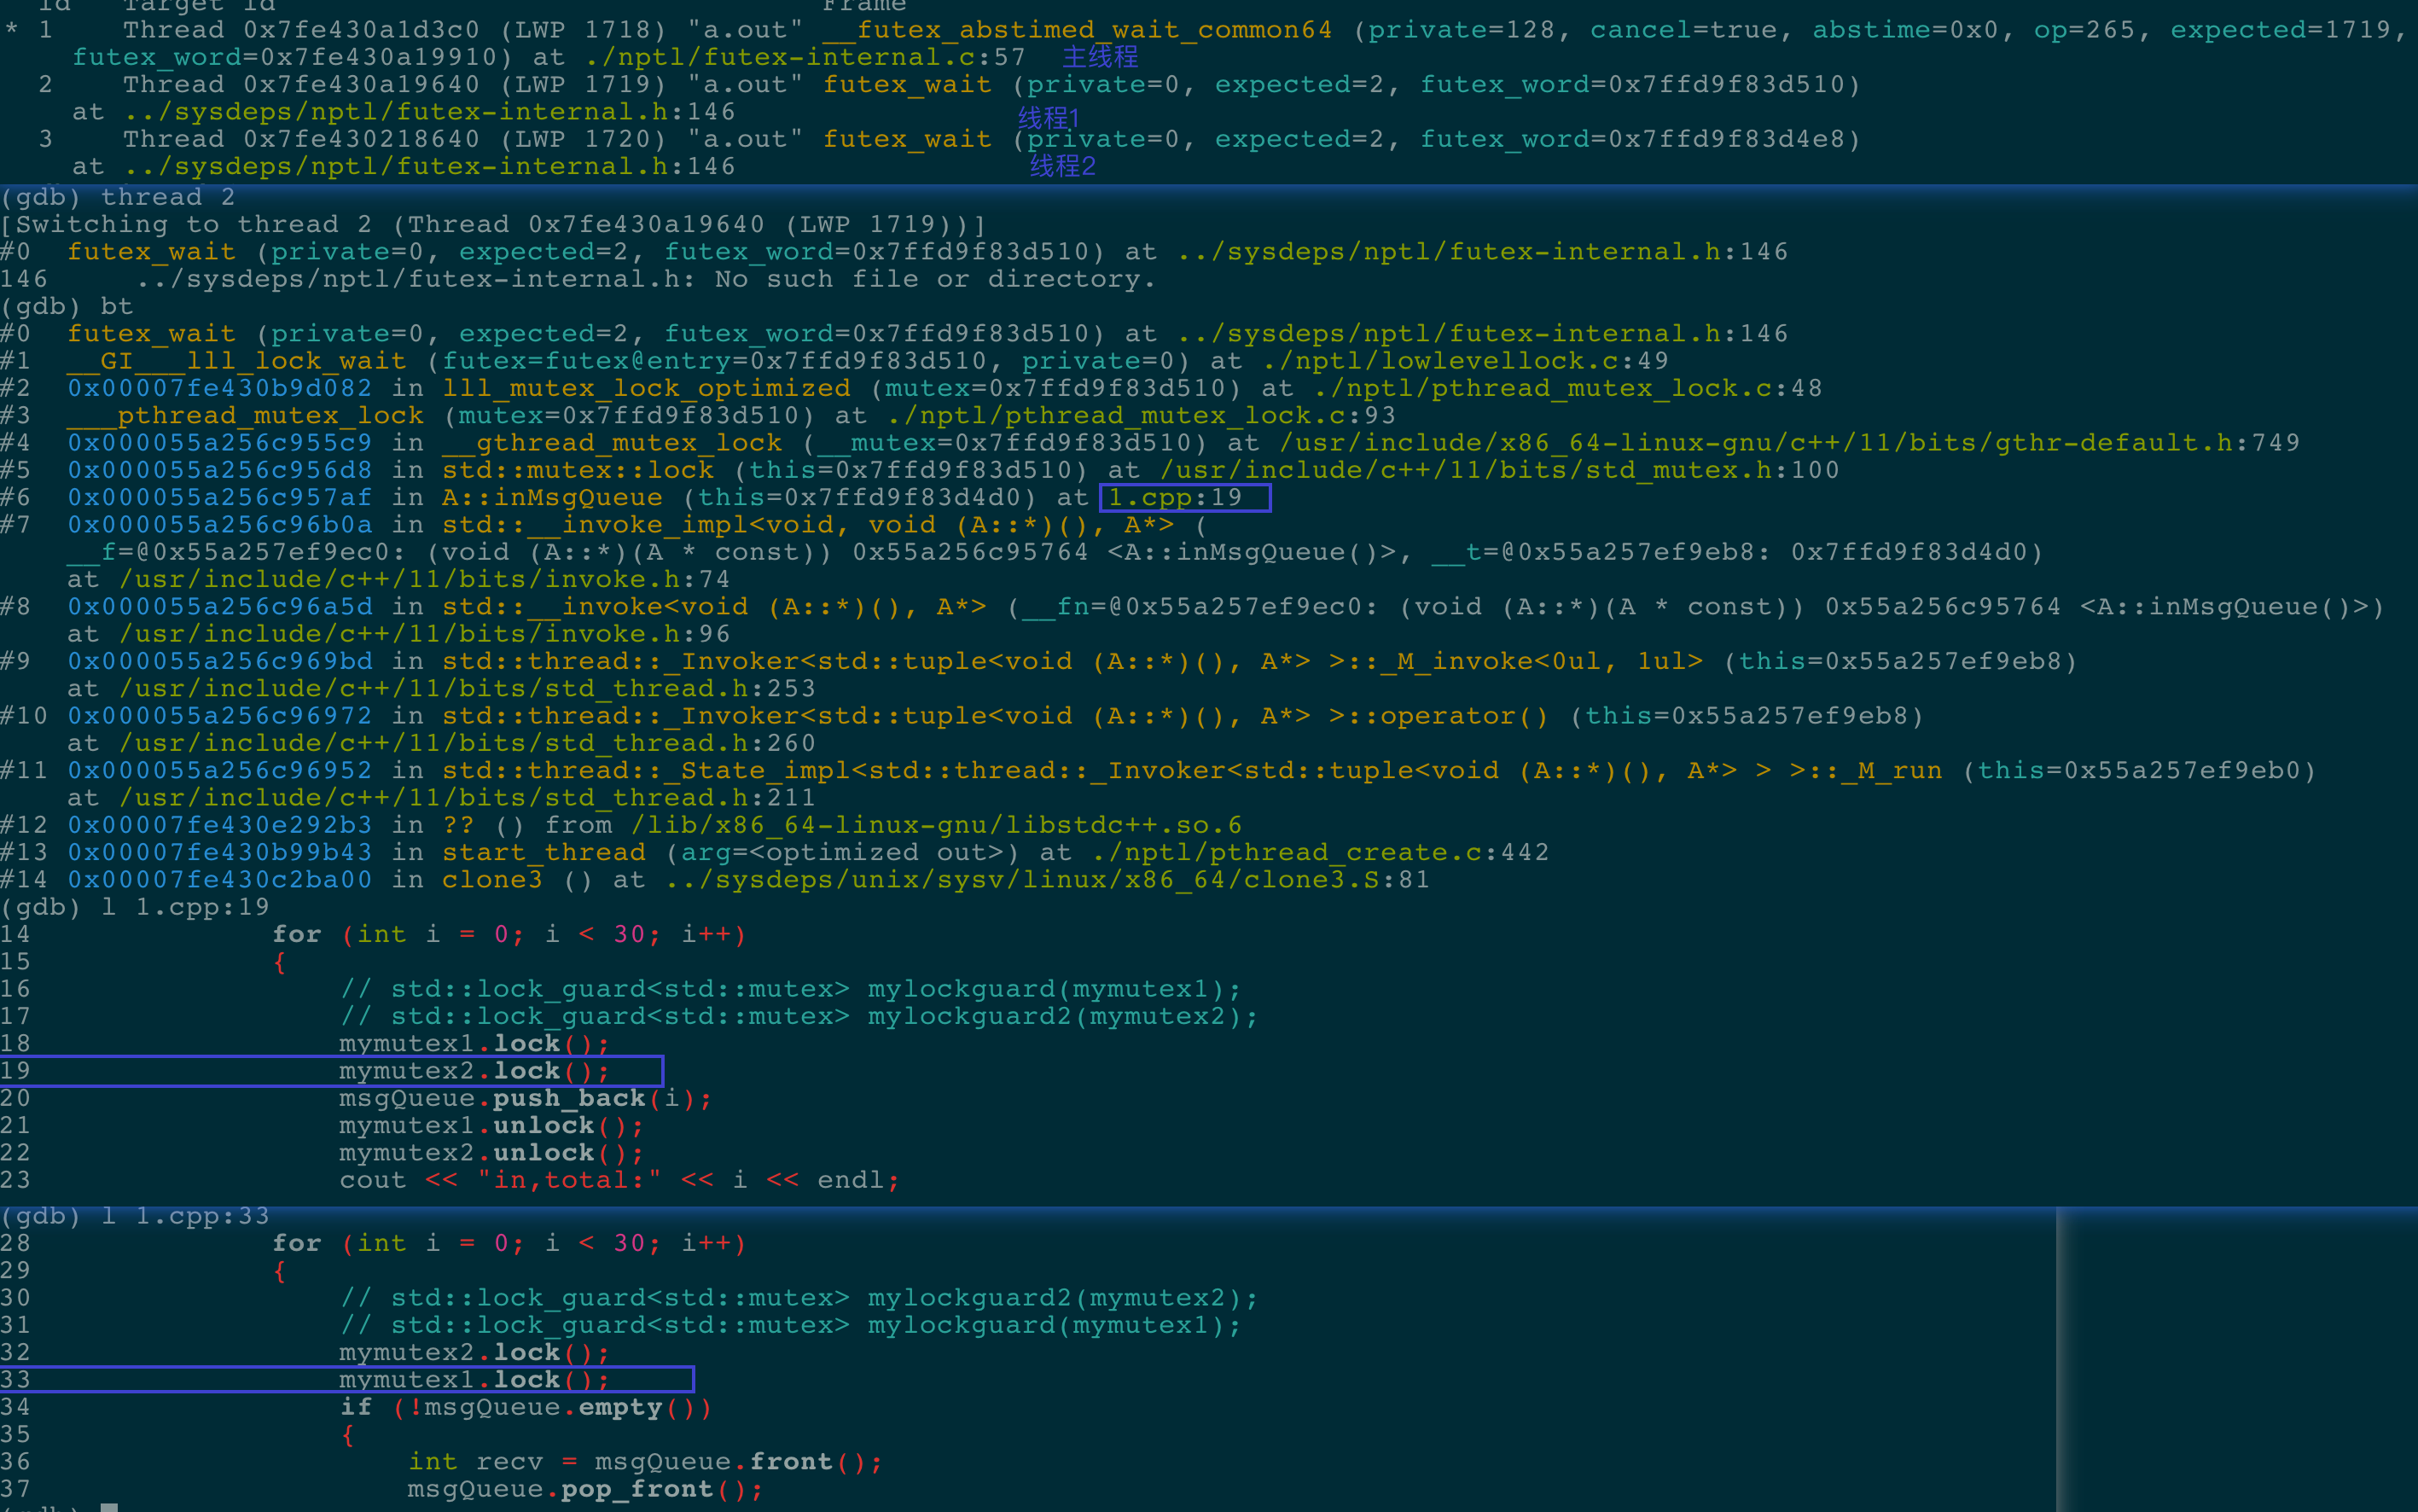 Id   Target Id                                Frame
* 1    Thread 0x7fe430a1d3c0 (LWP 1718) "a.out" __futex_abstimed_wait_common64 (private=128, cancel=true, abstime=0x0, op=265, expected=1719,
futex_word=0x7fe430a19910) at ./nptl/futex-internal.c:57 主线程
2    Thread 0x7fe430a19640 (LWP 1719) "a.out" futex_wait (private=0, expected=2, futex_word=0x7ffd9f83d510)
at ../sysdeps/nptl/futex-internal.h:146 线程1
3    Thread 0x7fe430218640 (LWP 1720) "a.out" futex_wait (private=0, expected=2, futex_word=0x7ffd9f83d4e8)
at ../sysdeps/nptl/futex-internal.h:146 线程2
(gdb) thread 2
[Switching to thread 2 (Thread 0x7fe430a19640 (LWP 1719))]
#0  futex_wait (private=0, expected=2, futex_word=0x7ffd9f83d510) at ../sysdeps/nptl/futex-internal.h:146
146     ../sysdeps/nptl/futex-internal.h: No such file or directory.
(gdb) bt
#0  futex_wait (private=0, expected=2, futex_word=0x7ffd9f83d510) at ../sysdeps/nptl/futex-internal.h:146
#1  __GI___lll_lock_wait (futex=futex@entry=0x7ffd9f83d510, private=0) at ./nptl/lowlevellock.c:49
#2  0x00007fe430b9d082 in lll_mutex_lock_optimized (mutex=0x7ffd9f83d510) at ./nptl/pthread_mutex_lock.c:48
#3  ___pthread_mutex_lock (mutex=0x7ffd9f83d510) at ./nptl/pthread_mutex_lock.c:93
#4  0x000055a256c955c9 in __gthread_mutex_lock (__mutex=0x7ffd9f83d510) at /usr/include/x86_64-linux-gnu/c++/11/bits/gthr-default.h:749
#5  0x000055a256c956d8 in std::mutex::lock (this=0x7ffd9f83d510) at /usr/include/c++/11/bits/std_mutex.h:100
#6  0x000055a256c957af in A::inMsgQueue (this=0x7ffd9f83d4d0) at 1.cpp:19
#7  0x000055a256c96b0a in std::__invoke_impl<void, void (A::*)(), A*> (
__f=@0x55a257ef9ec0: (void (A::*)(A * const)) 0x55a256c95764 <A::inMsgQueue()>, __t=@0x55a257ef9eb8: 0x7ffd9f83d4d0)
at /usr/include/c++/11/bits/invoke.h:74
#8  0x000055a256c96a5d in std::__invoke<void (A::*)(), A*> (__fn=@0x55a257ef9ec0: (void (A::*)(A * const)) 0x55a256c95764 <A::inMsgQueue()>)
at /usr/include/c++/11/bits/invoke.h:96
#9  0x000055a256c969bd in std::thread::_Invoker<std::tuple<void (A::*)(), A*> >::_M_invoke<0ul, 1ul> (this=0x55a257ef9eb8)
at /usr/include/c++/11/bits/std_thread.h:253
#10 0x000055a256c96972 in std::thread::_Invoker<std::tuple<void (A::*)(), A*> >::operator() (this=0x55a257ef9eb8)
at /usr/include/c++/11/bits/std_thread.h:260
#11 0x000055a256c96952 in std::thread::_State_impl<std::thread::_Invoker<std::tuple<void (A::*)(), A*> > >::_M_run (this=0x55a257ef9eb0)
at /usr/include/c++/11/bits/std_thread.h:211
#12 0x00007fe430e292b3 in ?? () from /lib/x86_64-linux-gnu/libstdc++.so.6
#13 0x00007fe430b99b43 in start_thread (arg=<optimized out>) at ./nptl/pthread_create.c:442
#14 0x00007fe430c2ba00 in clone3 () at ../sysdeps/unix/sysv/linux/x86_64/clone3.S:81
(gdb) l 1.cpp:19
14              for (int i = 0; i < 30; i++)
15              {
16                  // std::lock_guard<std::mutex> mylockguard(mymutex1);
17                  // std::lock_guard<std::mutex> mylockguard2(mymutex2);
18                  mymutex1.lock();
19                  mymutex2.lock();
20                  msgQueue.push_back(i);
21                  mymutex1.unlock();
22                  mymutex2.unlock();
23                  cout << "in,total:" << i << endl;
(gdb) l 1.cpp:33
28              for (int i = 0; i < 30; i++)
29              {
30                  // std::lock_guard<std::mutex> mylockguard2(mymutex2);
31                  // std::lock_guard<std::mutex> mylockguard(mymutex1);
32                  mymutex2.lock();
33                  mymutex1.lock();
34                  if (!msgQueue.empty())
35                  {
36                      int recv = msgQueue.front();
37                      msgQueue.pop_front();
(gdb)